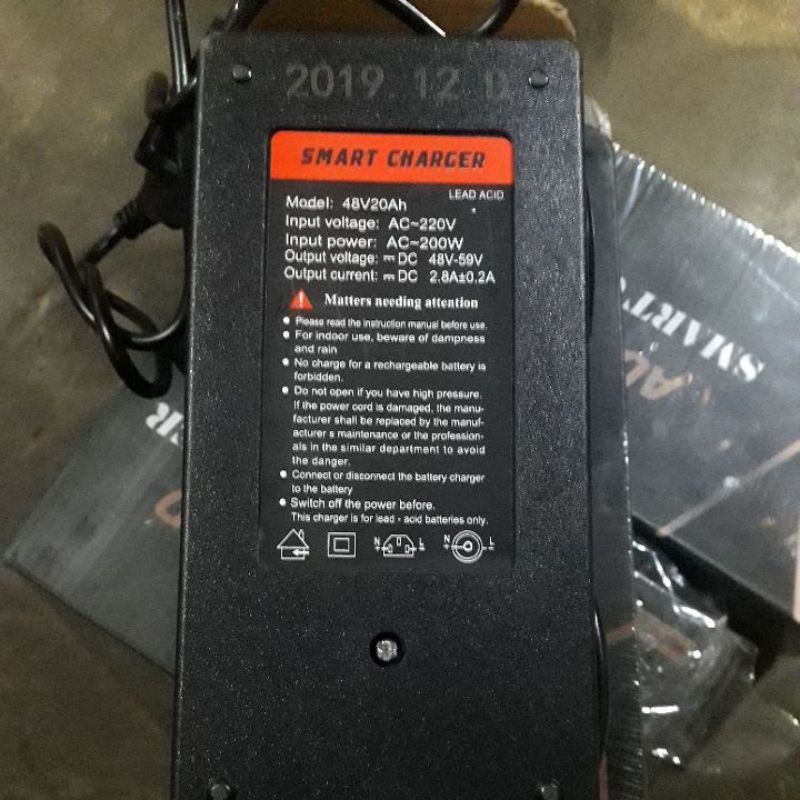 2019 12 D
SMART CHARGER
LEAD ACID
Model: 48V20Ah
Input voltage: AC~220V
Input power: AC~200W
Output voltage: ⎓DC 48V-59V
Output current: ⎓DC 2.8A±0.2A
Matters needing attention
● Please read the instruction manual before use.
● For indoor use, beware of dampness
and rain
● No charge for a rechargeable battery is
forbidden.
● Do not open if you have high pressure.
If the power cord is damaged, the manu-
facturer shall be replaced by the manuf-
acturer s maintenance or the profession-
als in the similar department to avoid
the danger.
● Connect or disconnect the battery charger
to the battery
● Switch off the power before.
This charger is for lead - acid batteries only.
N L
+ -
N L
+ -
SMARTS